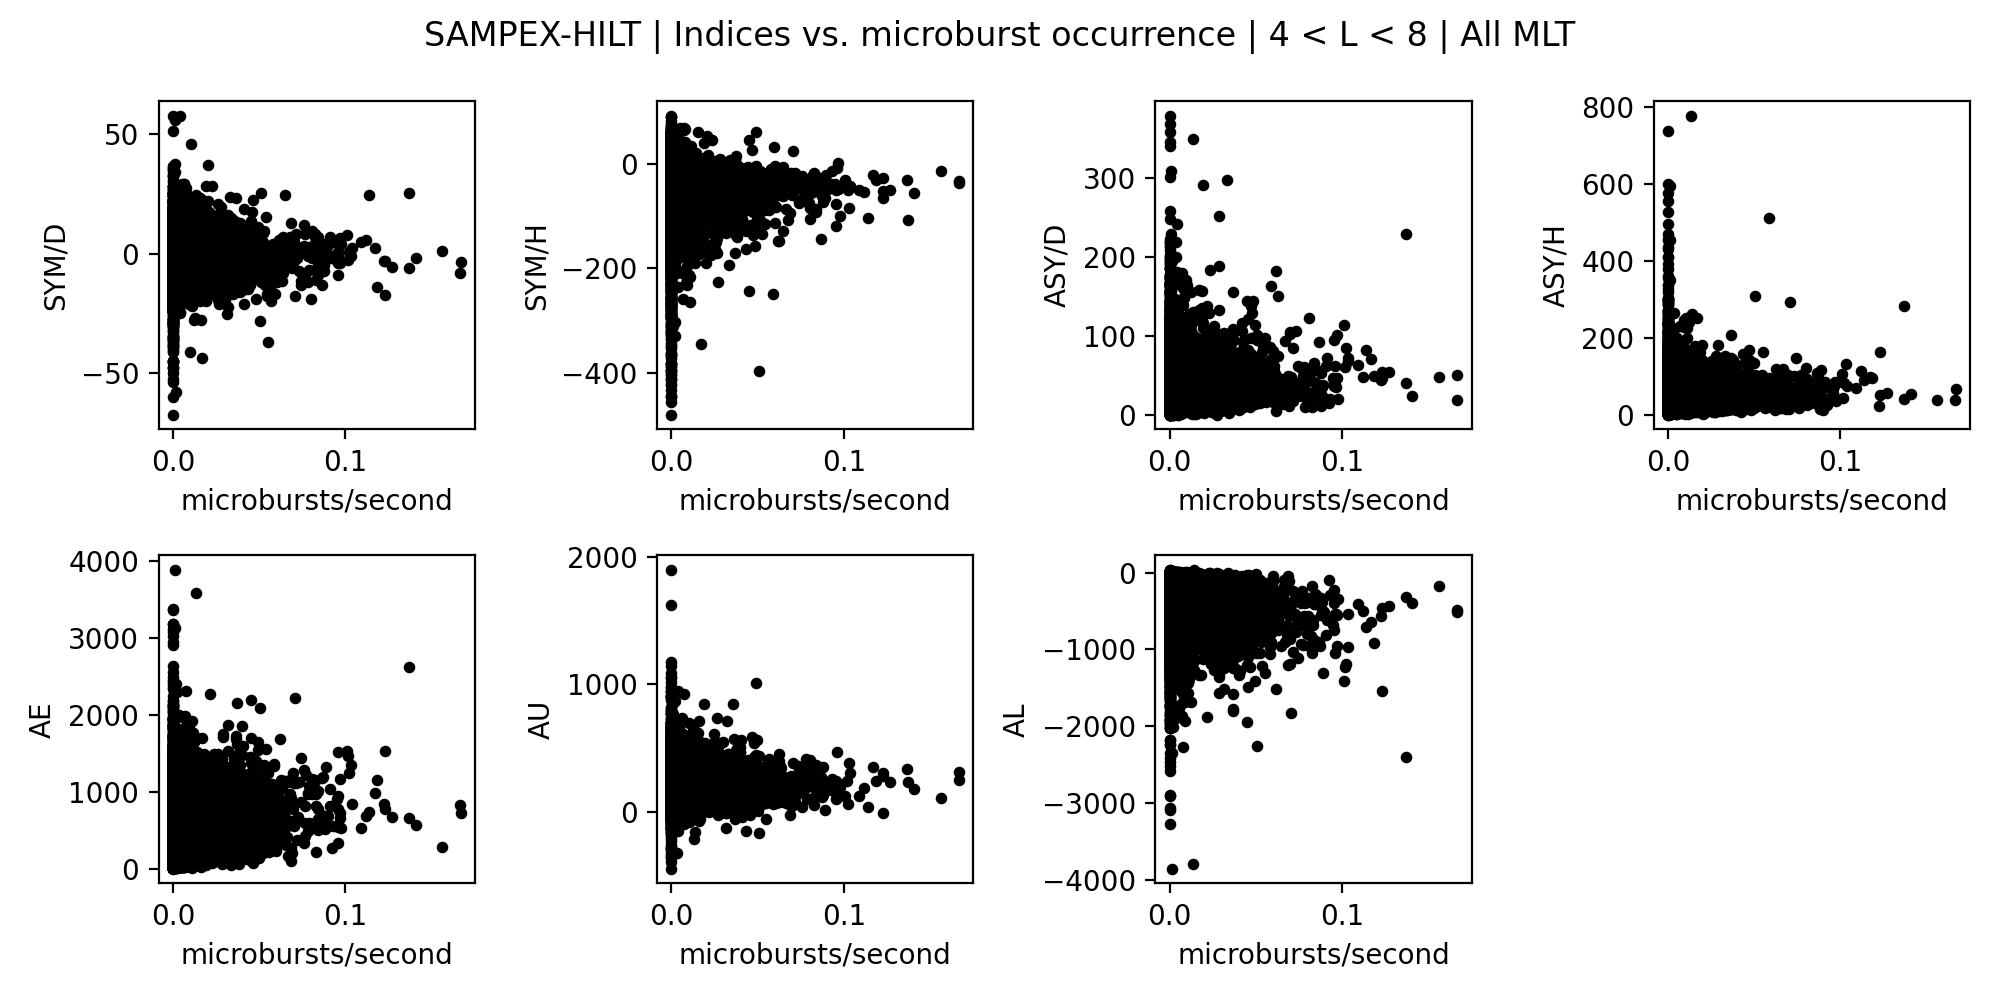 SAMPEX-HILT | Indices vs. microburst occurrence | 4 < L < 8 | All MLT
SYM/D
50
0
−50
0.0 0.1
microbursts/second
SYM/H
0
−200
−400
0.0 0.1
microbursts/second
ASY/D
300
200
100
0
0.0 0.1
microbursts/second
ASY/H
800
600
400
200
0
0.0 0.1
microbursts/second
AE
4000
3000
2000
1000
0
0.0 0.1
microbursts/second
AU
2000
1000
0
0.0 0.1
microbursts/second
AL
0
−1000
−2000
−3000
−4000
0.0 0.1
microbursts/second